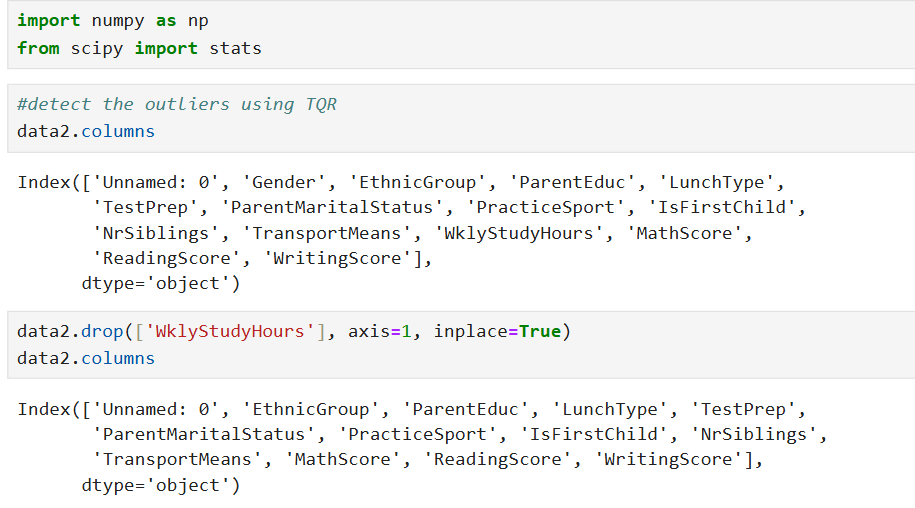 import numpy as np
from scipy import stats
#detect the outliers using TQR
data2.columns
Index(['Unnamed: 0', 'Gender', 'EthnicGroup', 'ParentEduc', 'LunchType',
       'TestPrep', 'ParentMaritalStatus', 'PracticeSport', 'IsFirstChild',
       'NrSiblings', 'TransportMeans', 'WklyStudyHours', 'MathScore',
       'ReadingScore', 'WritingScore'],
      dtype='object')
data2.drop(['WklyStudyHours'], axis=1, inplace=True)
data2.columns
Index(['Unnamed: 0', 'EthnicGroup', 'ParentEduc', 'LunchType', 'TestPrep',
       'ParentMaritalStatus', 'PracticeSport', 'IsFirstChild', 'NrSiblings',
       'TransportMeans', 'MathScore', 'ReadingScore', 'WritingScore'],
      dtype='object')